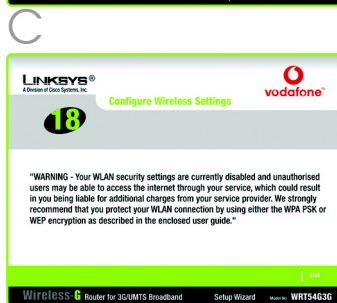 C
LINKSYS®
A Division of Cisco Systems, Inc.
vodafone
Configure Wireless Settings
18
"WARNING - Your WLAN security settings are currently disabled and unauthorised
users may be able to access the internet through your service, which could result
in you being liable for additional charges from your service provider. We strongly
recommend that you protect your WLAN connection by using either the WPA PSK or
WEP encryption as described in the enclosed user guide."
Exit
Wireless-G Router for 3G/UMTS Broadband Setup Wizard Model No. WRT54G3G